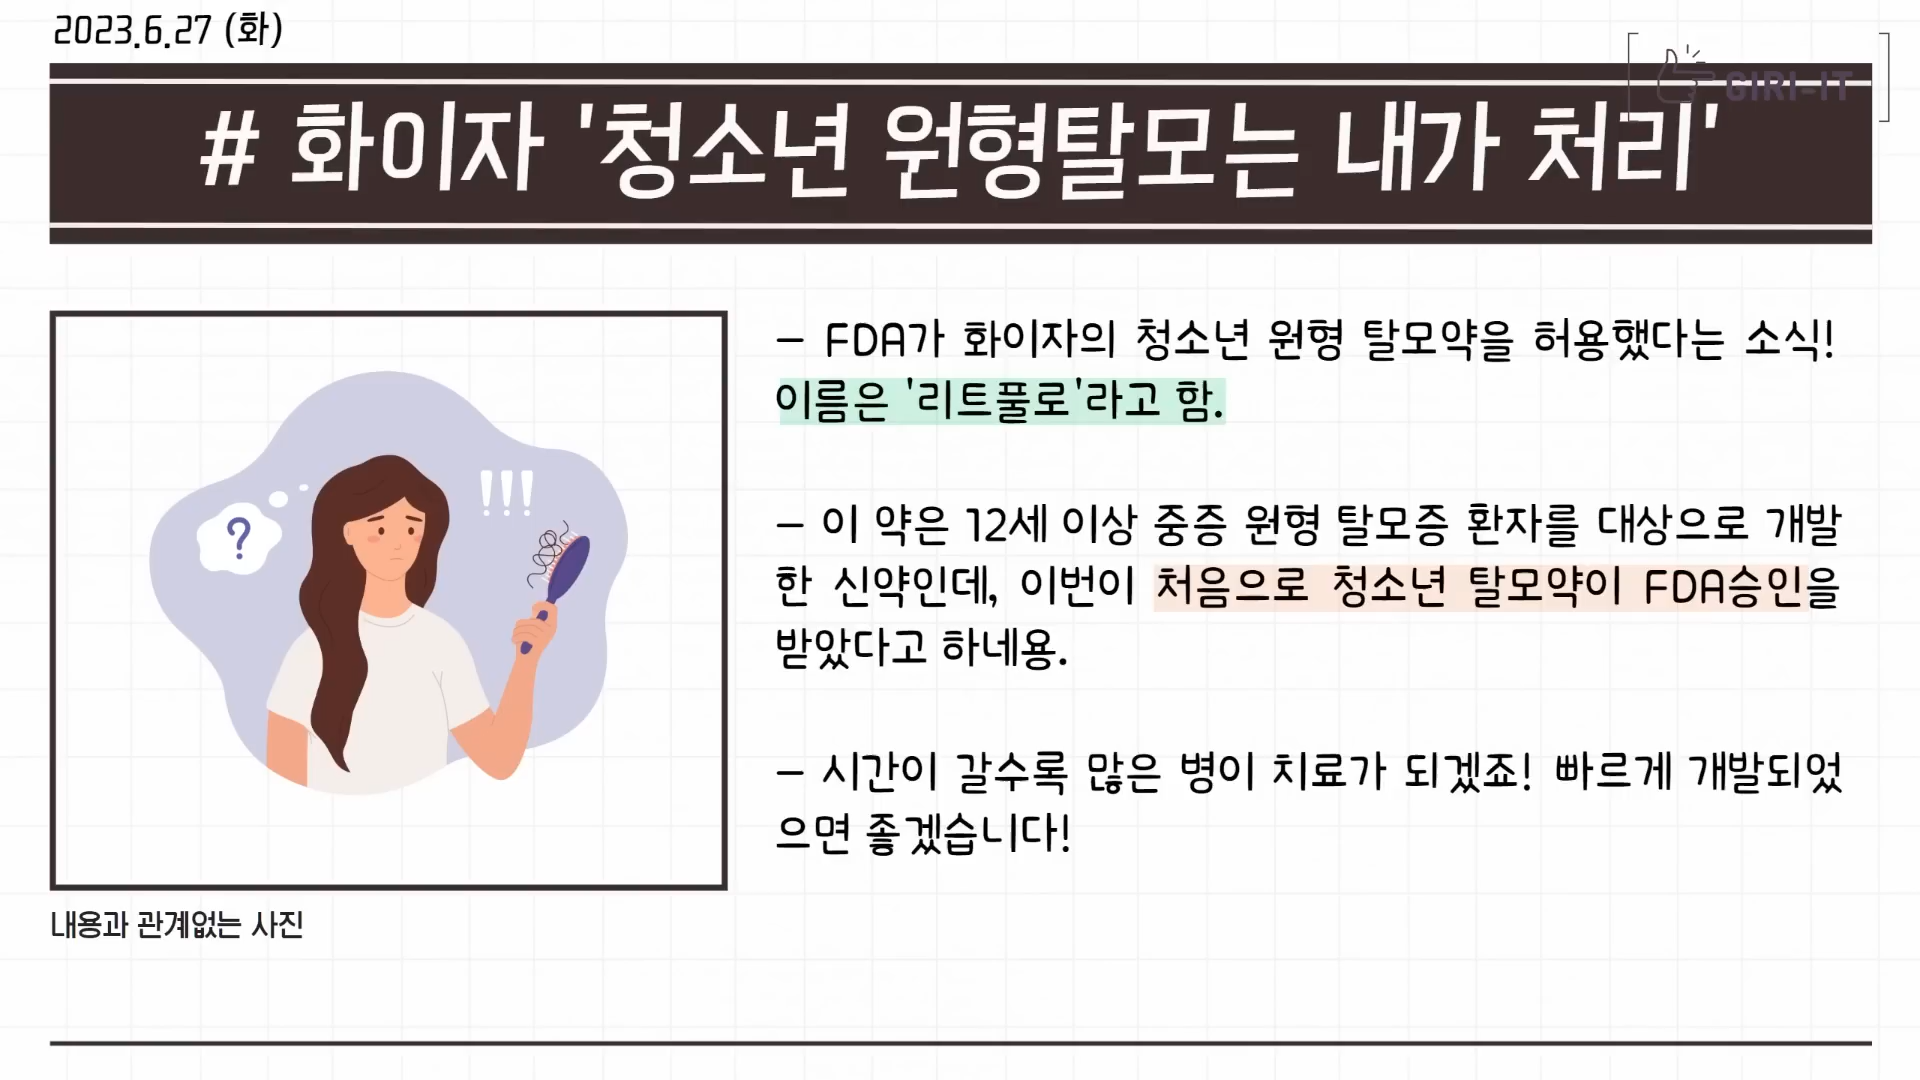 2023.6.27 (화)
GIRI-IT
# 화이자 '청소년 원형탈모는 내가 처리'
– FDA가 화이자의 청소년 원형 탈모약을 허용했다는 소식!
이름은 '리트풀로'라고 함.
– 이 약은 12세 이상 중증 원형 탈모증 환자를 대상으로 개발
한 신약인데, 이번이 처음으로 청소년 탈모약이 FDA승인을
받았다고 하네용.
– 시간이 갈수록 많은 병이 치료가 되겠죠! 빠르게 개발되었
으면 좋겠습니다!
?
!!!
내용과 관계없는 사진